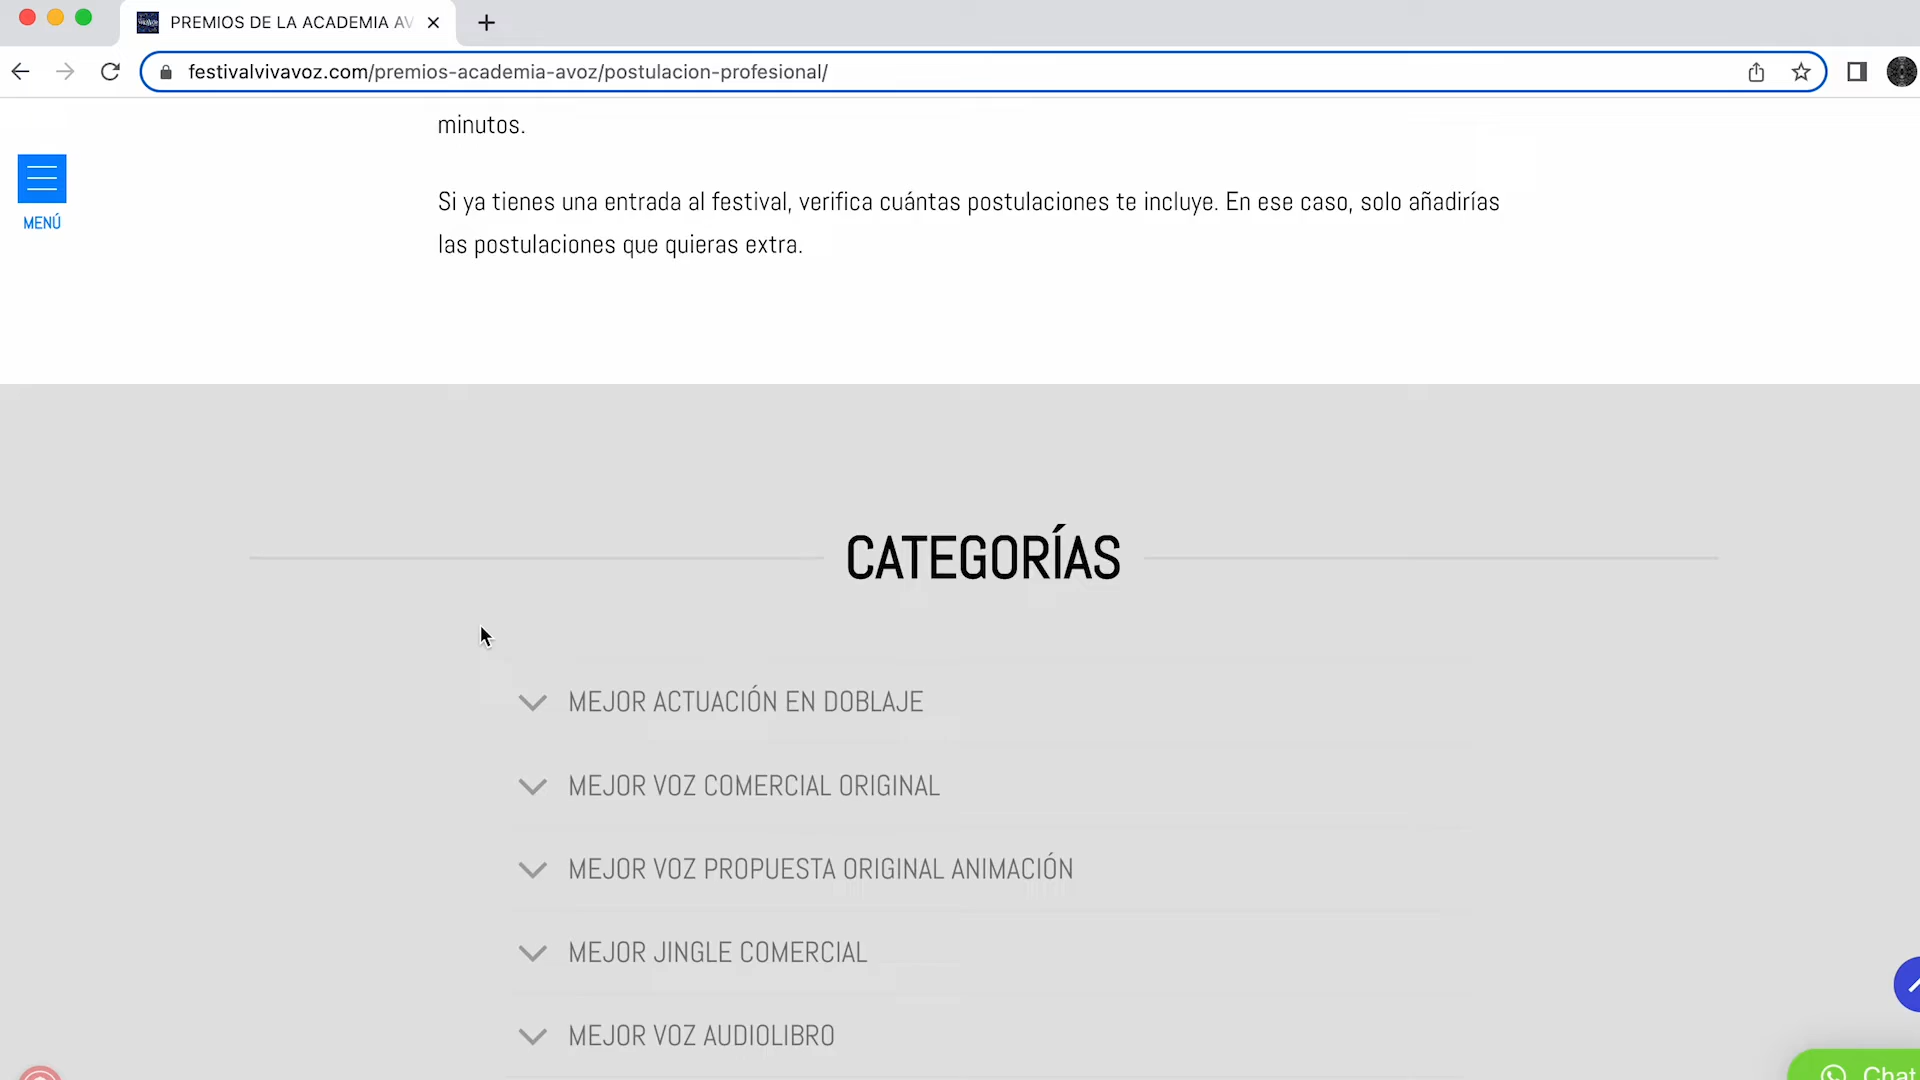 PREMIOS DE LA ACADEMIA AV
festivalvivavoz.com/premios-academia-avoz/postulacion-profesional/
minutos.
MENÚ
Si ya tienes una entrada al festival, verifica cuántas postulaciones te incluye. En ese caso, solo añadirías
las postulaciones que quieras extra.
CATEGORÍAS
MEJOR ACTUACIÓN EN DOBLAJE
MEJOR VOZ COMERCIAL ORIGINAL
MEJOR VOZ PROPUESTA ORIGINAL ANIMACIÓN
MEJOR JINGLE COMERCIAL
MEJOR VOZ AUDIOLIBRO
Chat